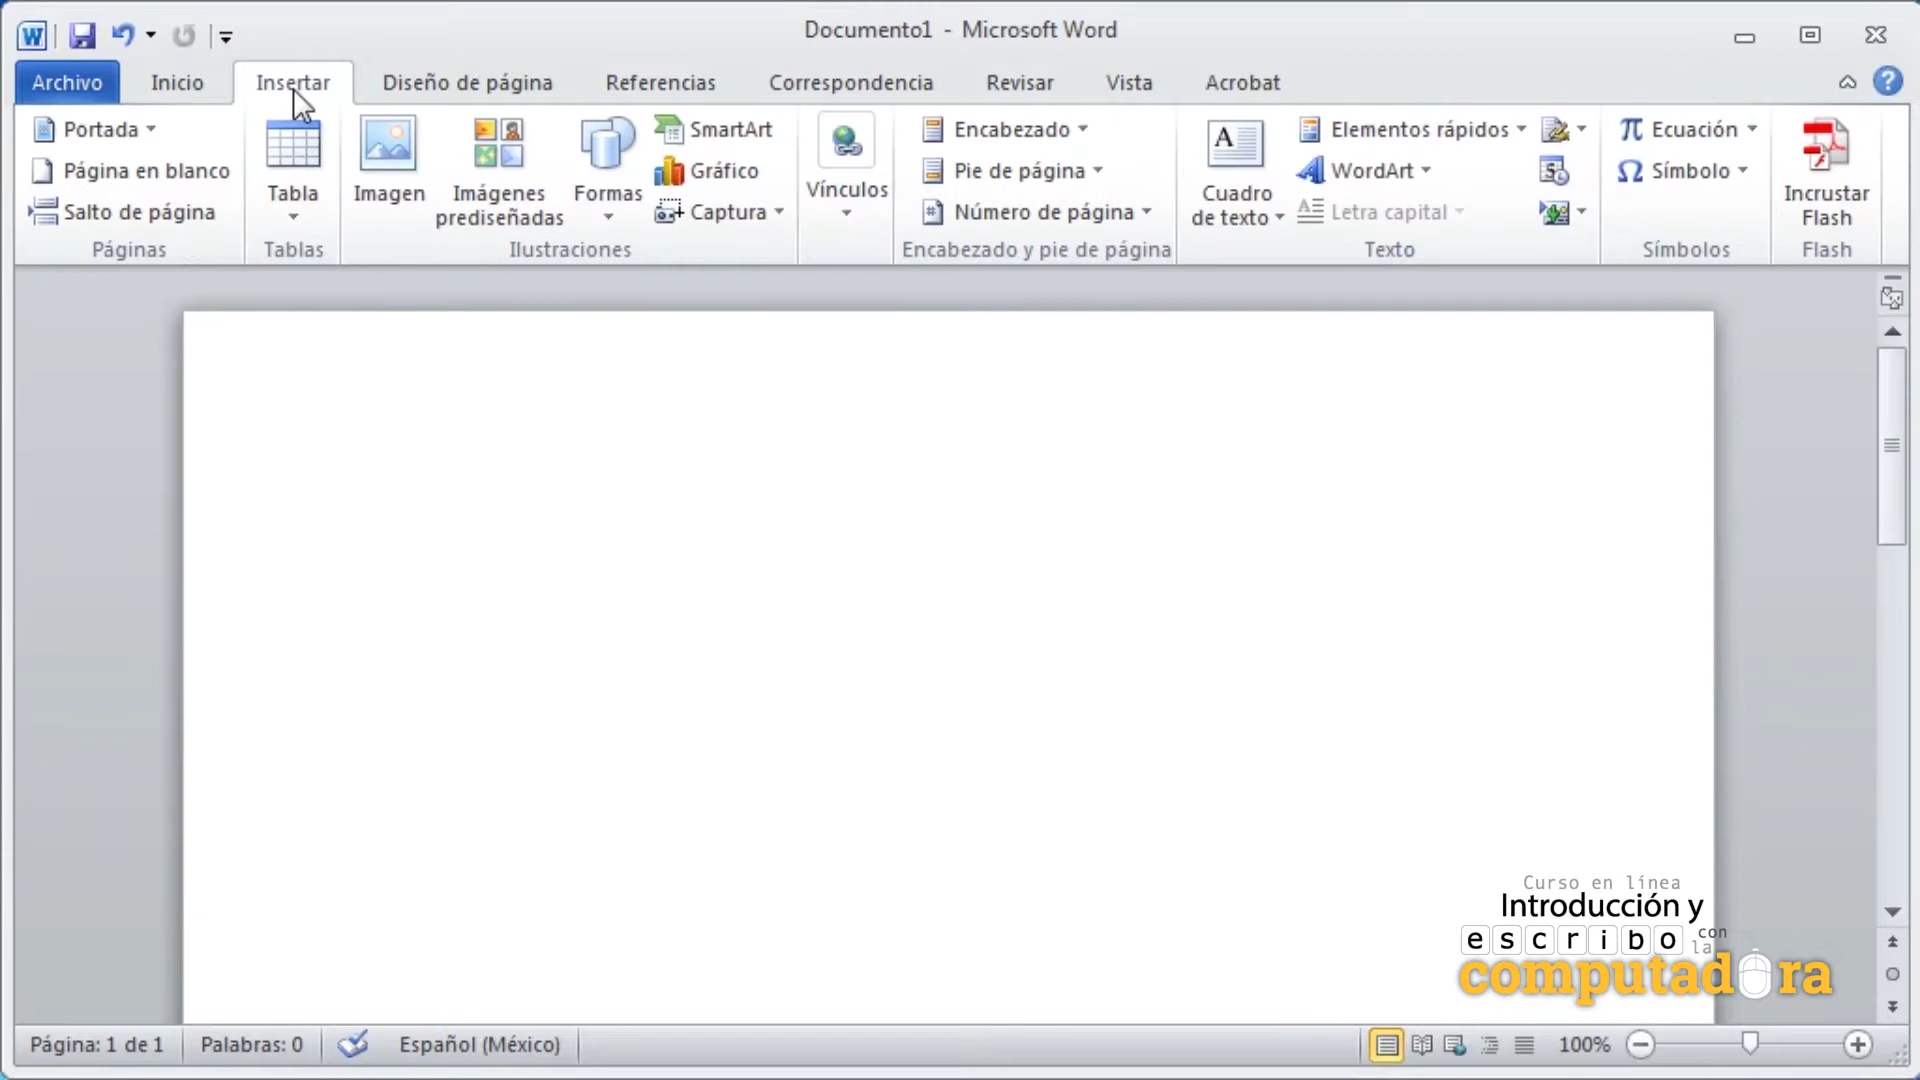 Documento1 - Microsoft Word
Archivo Inicio Insertar Diseño de página Referencias Correspondencia Revisar Vista Acrobat
Portada
Página en blanco
Salto de página
Páginas
Tabla
Tablas
Imagen
Imágenes
prediseñadas
Formas
SmartArt
Gráfico
Captura
Ilustraciones
Vínculos
Encabezado
Pie de página
Número de página
Encabezado y pie de página
Cuadro
de texto
Elementos rápidos
WordArt
Letra capital
Texto
Ecuación
Símbolo
Símbolos
Incrustar
Flash
Flash
Curso en línea
Introducción y
escribo con la
computadora
Página: 1 de 1 Palabras: 0 Español (México) 100%